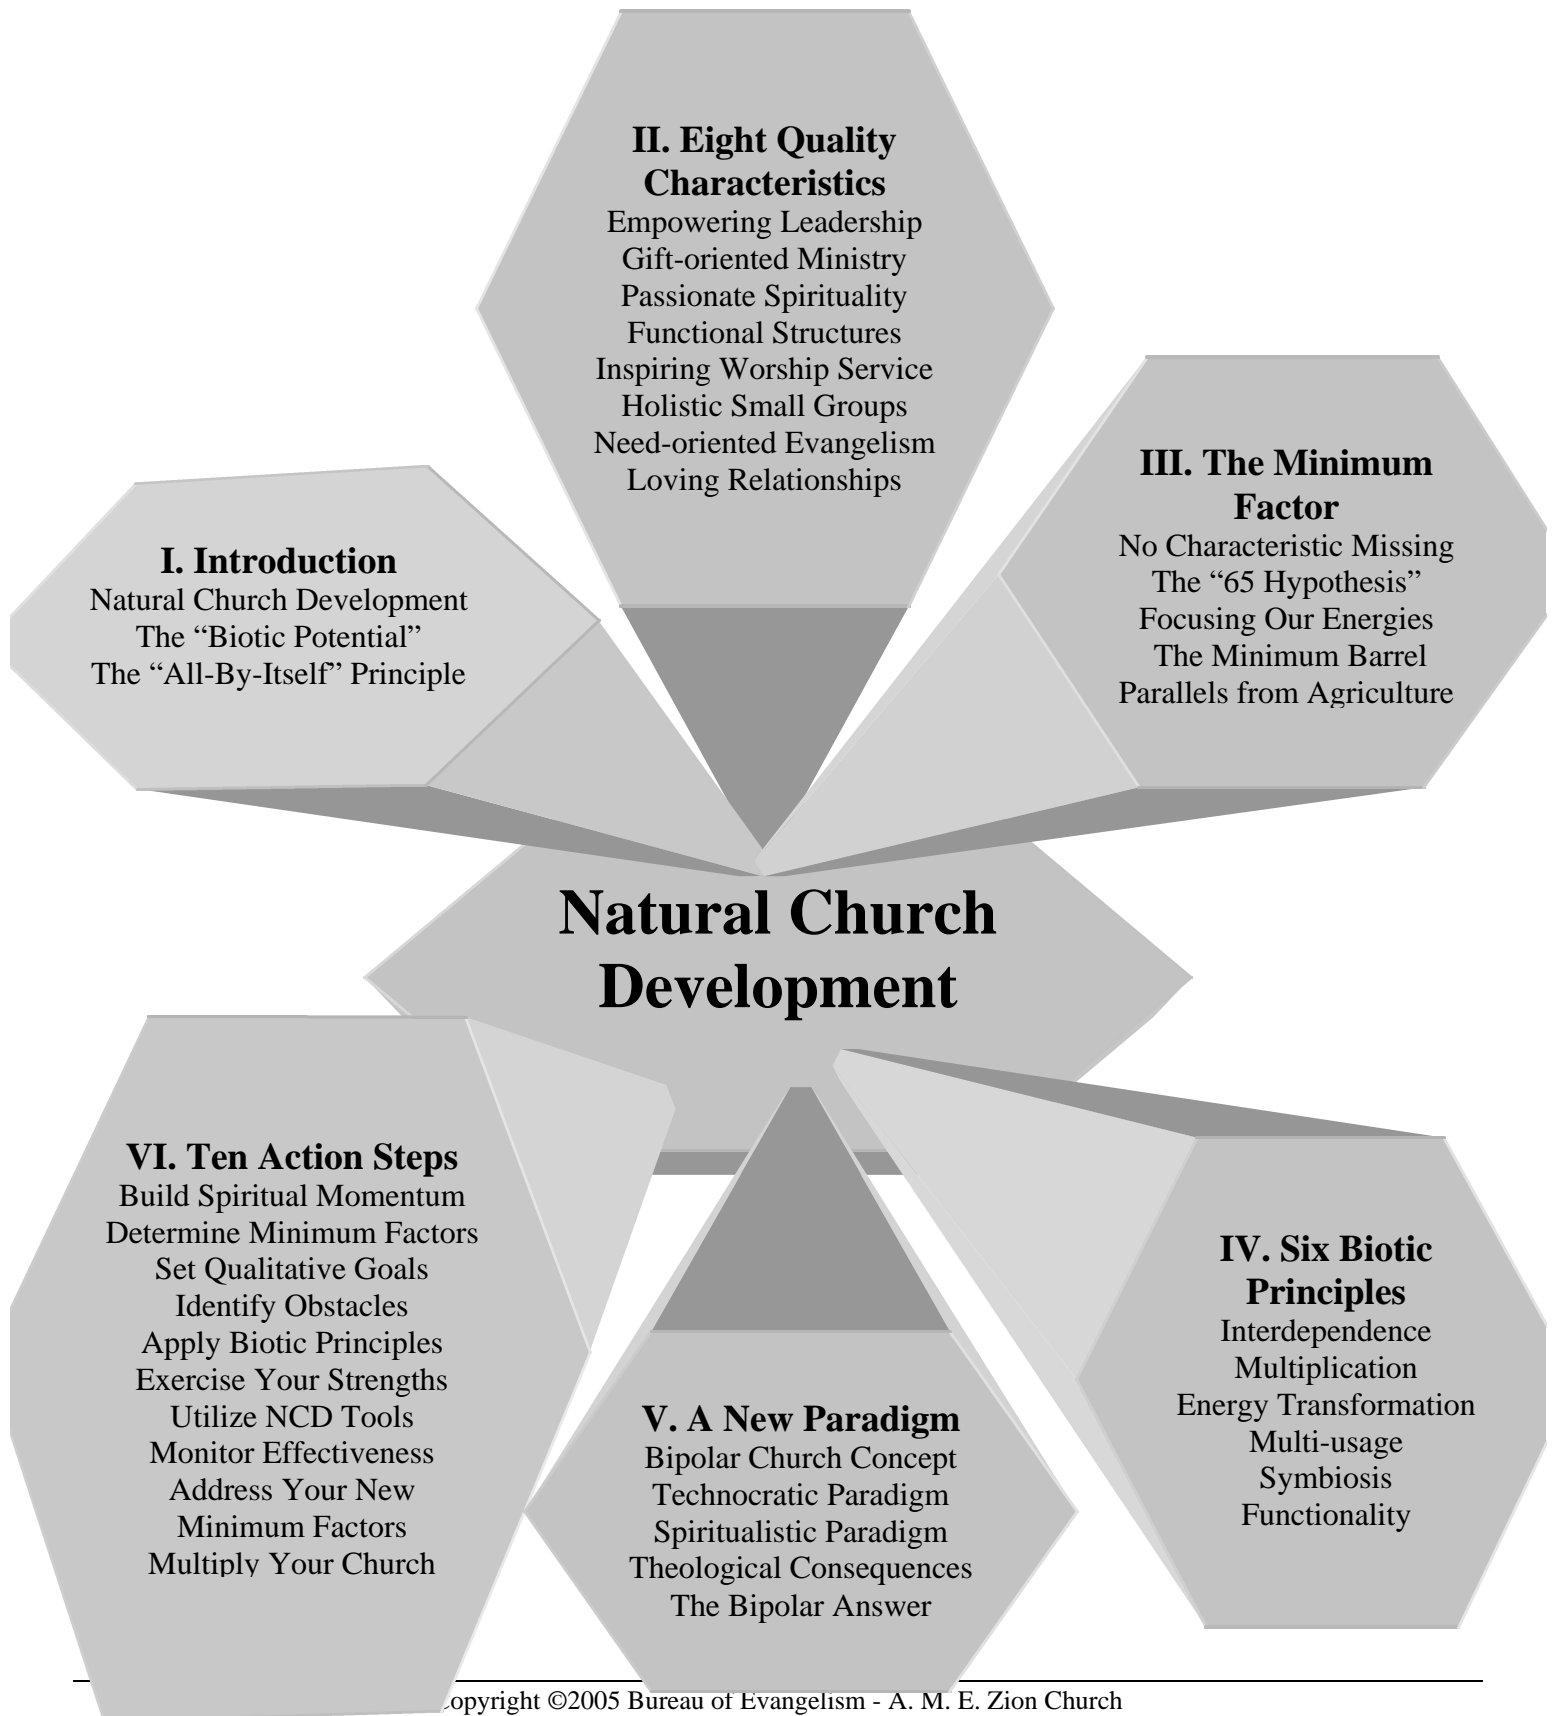 II. Eight Quality
Characteristics
Empowering Leadership
Gift-oriented Ministry
Passionate Spirituality
Functional Structures
Inspiring Worship Service
Holistic Small Groups
Need-oriented Evangelism
Loving Relationships
III. The Minimum
Factor
No Characteristic Missing
The “65 Hypothesis”
Focusing Our Energies
The Minimum Barrel
Parallels from Agriculture
I. Introduction
Natural Church Development
The “Biotic Potential”
The “All-By-Itself” Principle
Natural Church
Development
VI. Ten Action Steps
Build Spiritual Momentum
Determine Minimum Factors
Set Qualitative Goals
Identify Obstacles
Apply Biotic Principles
Exercise Your Strengths
Utilize NCD Tools
Monitor Effectiveness
Address Your New
Minimum Factors
Multiply Your Church
IV. Six Biotic
Principles
Interdependence
Multiplication
Energy Transformation
Multi-usage
Symbiosis
Functionality
V. A New Paradigm
Bipolar Church Concept
Technocratic Paradigm
Spiritualistic Paradigm
Theological Consequences
The Bipolar Answer
opyright ©2005 Bureau of Evangelism - A. M. E. Zion Church